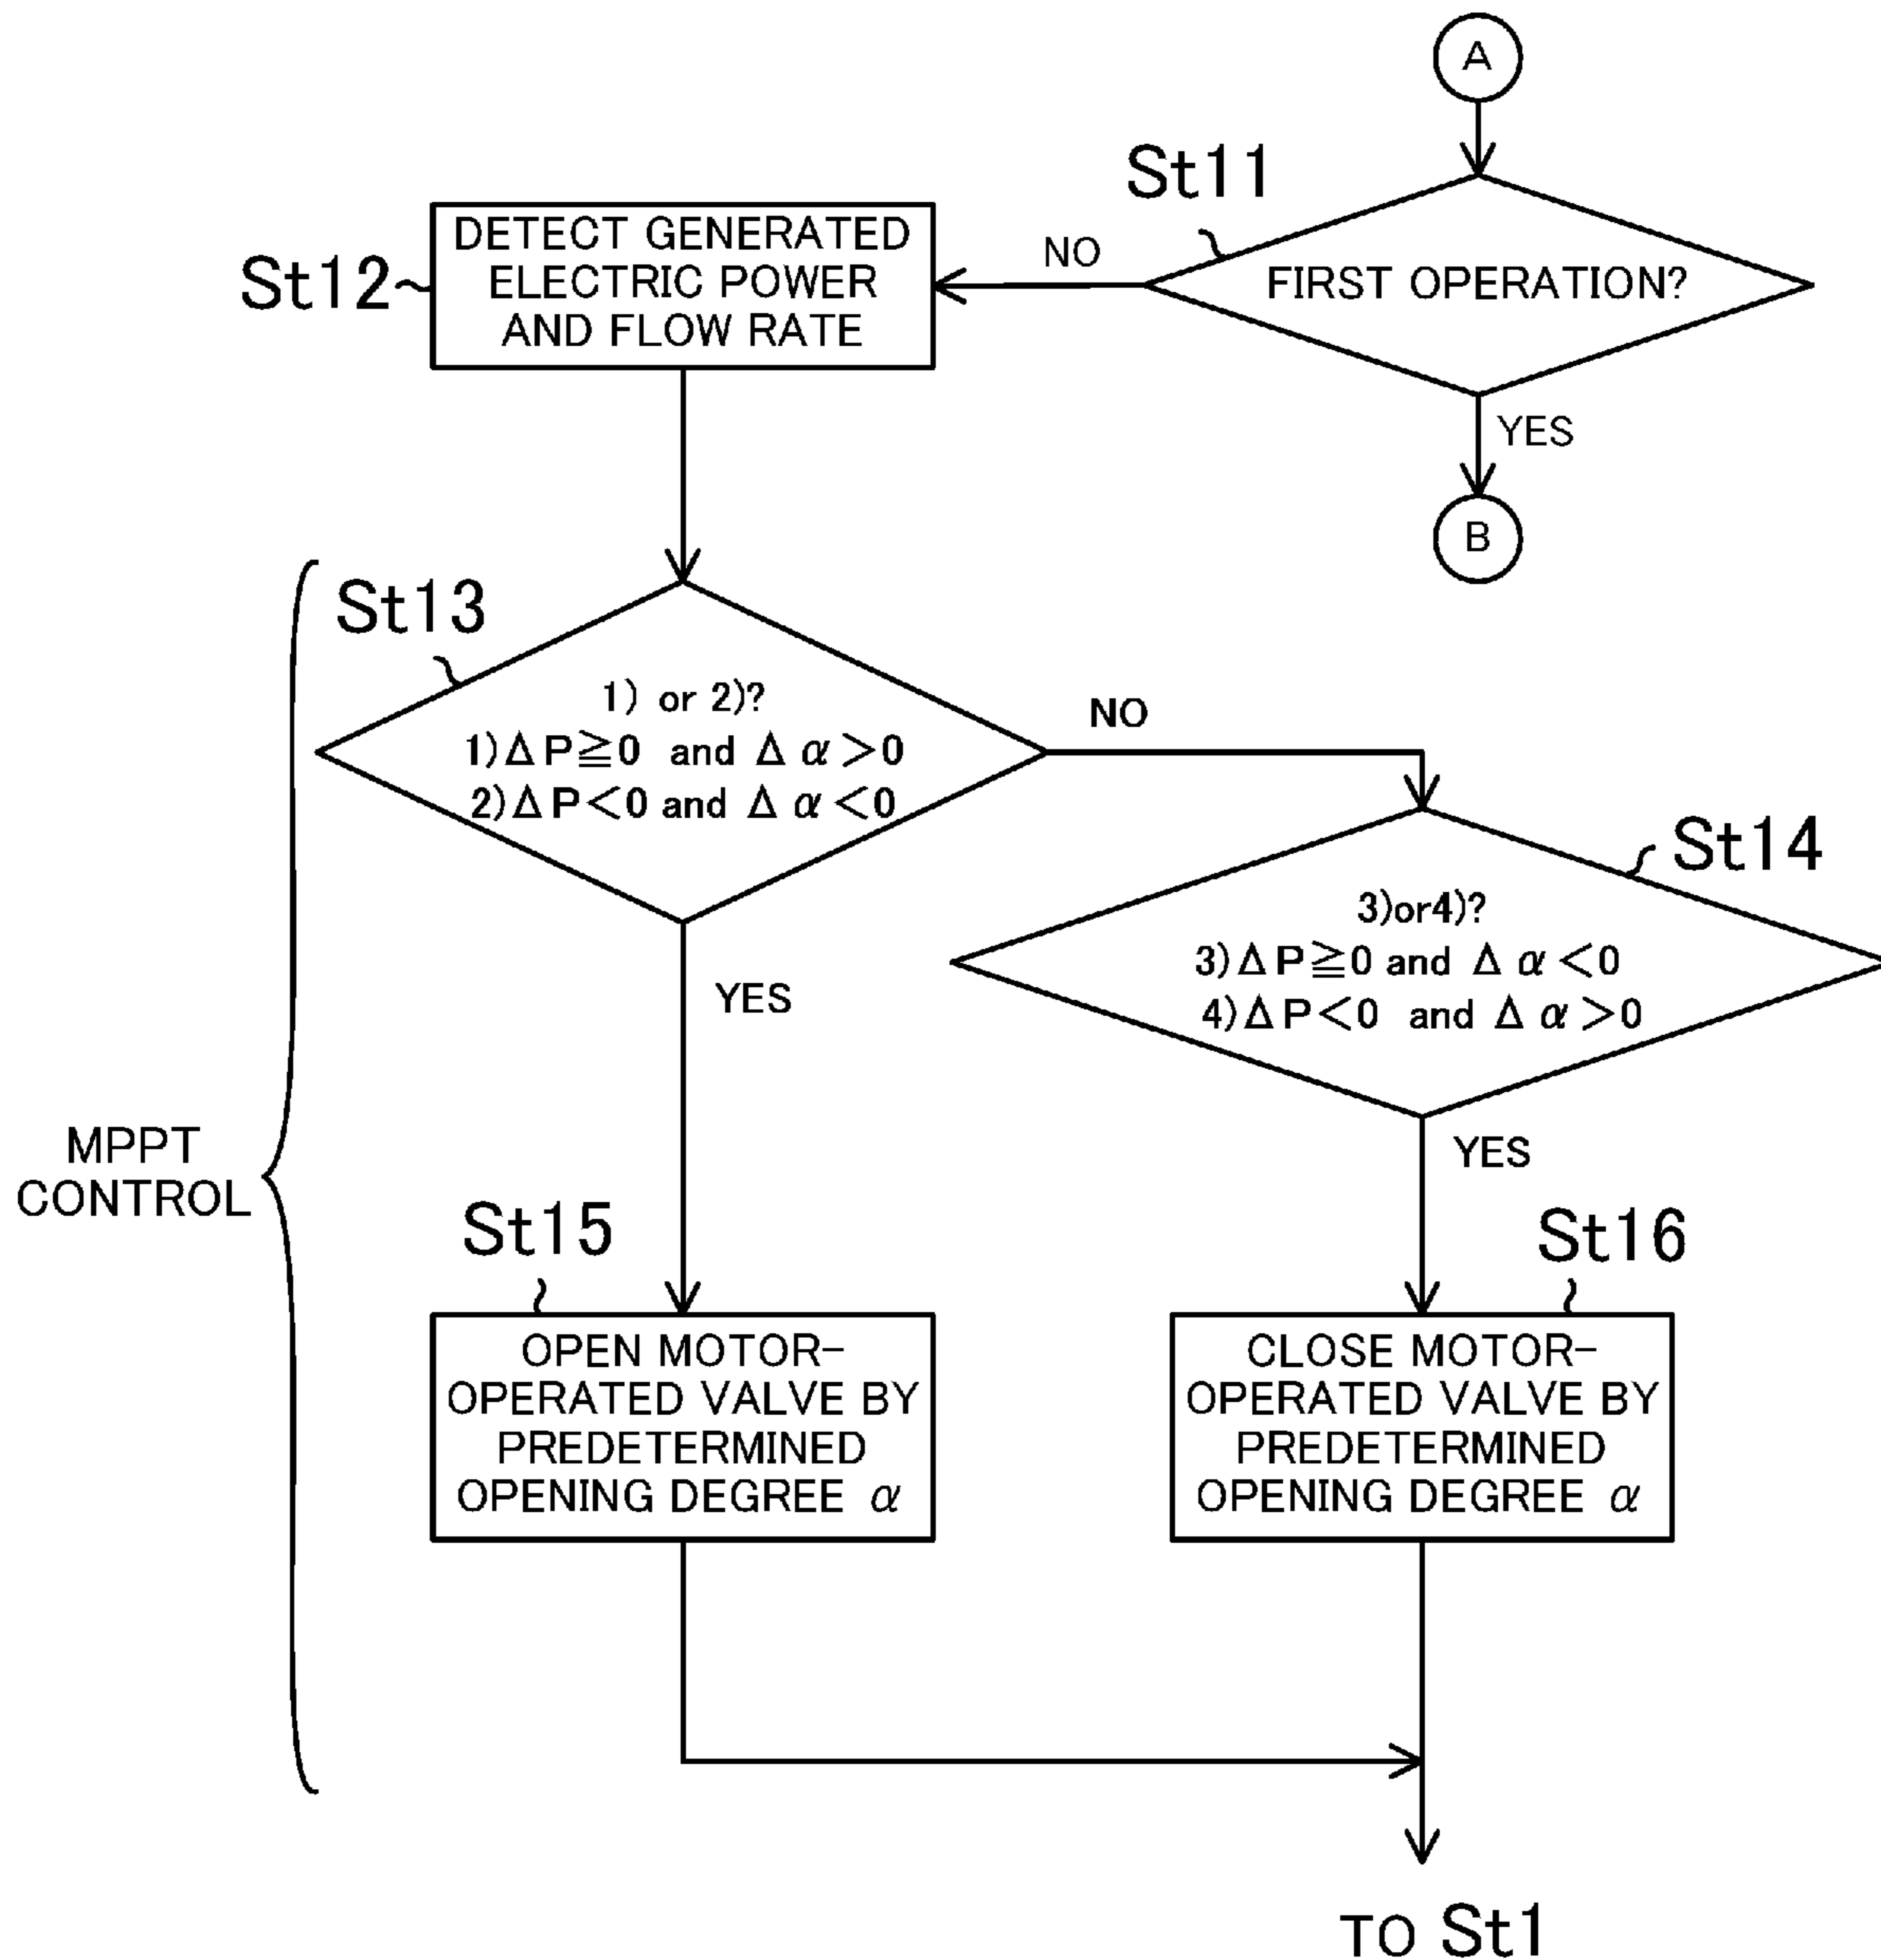 A
St11
FIRST OPERATION?
NO
YES
B
St12
DETECT GENERATED
ELECTRIC POWER
AND FLOW RATE
St13
1) or 2)?
1)ΔP≧0 and Δα>0
2)ΔP<0 and Δα<0
NO
YES
St14
3)or4)?
3)ΔP≧0 and Δα<0
4)ΔP<0 and Δα>0
YES
MPPT
CONTROL
St15
OPEN MOTOR-
OPERATED VALVE BY
PREDETERMINED
OPENING DEGREE α
St16
CLOSE MOTOR-
OPERATED VALVE BY
PREDETERMINED
OPENING DEGREE α
TO St1